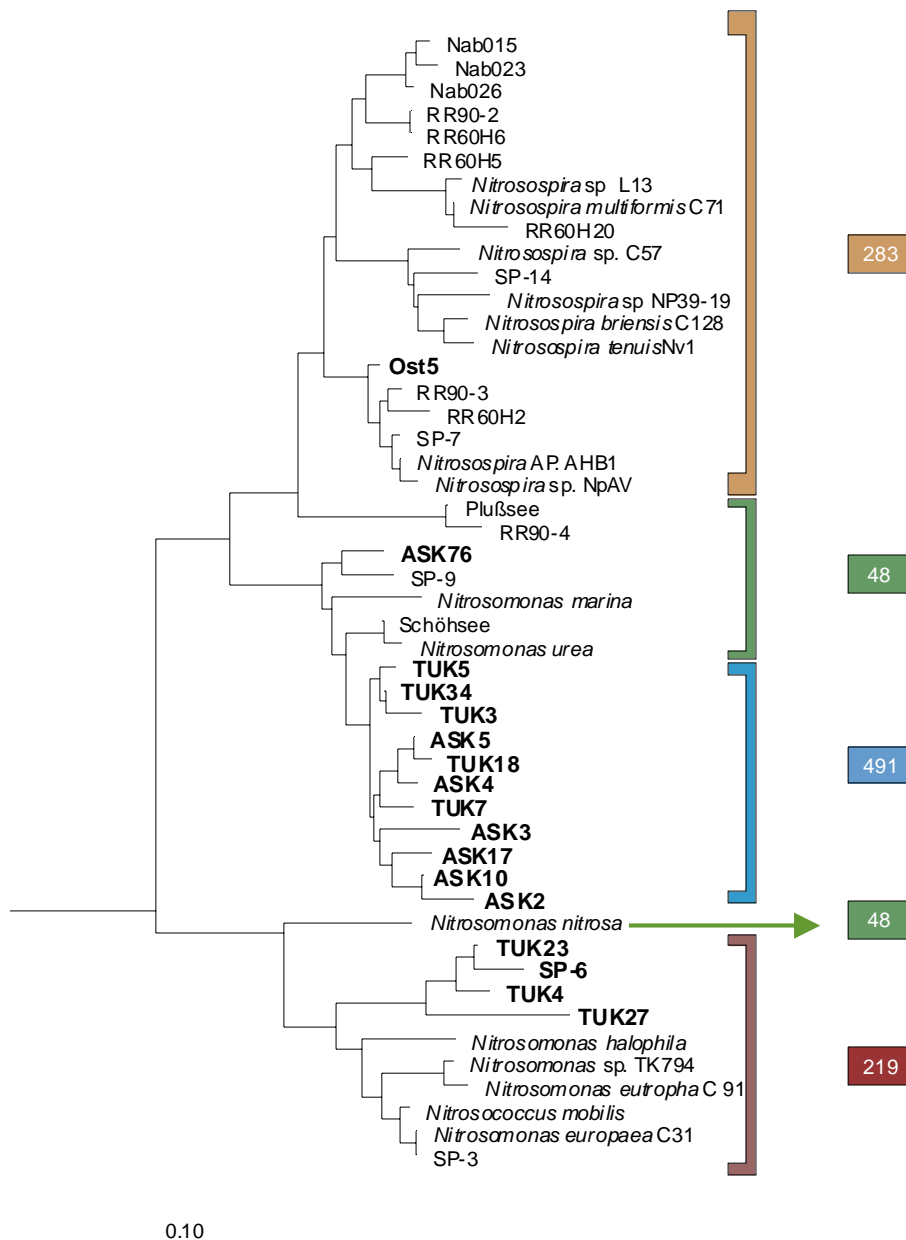 Nab015
Nab023
Nab026
RR90-2
RR60H6
RR60H5
Nitrosospira sp L13
Nitrosospira multiformis C71
RR60H20
Nitrosospira sp. C57
283
SP-14
Nitrosospira sp NP39-19
Nitrosospira briensis C128
Nitrosospira tenuis Nv1
Ost5
RR90-3
RR60H2
SP-7
Nitrosospira AP. AHB1
Nitrosospira sp. NpAV
Plußsee
RR90-4
ASK76
SP-9
48
Nitrosomonas marina
Schöhsee
Nitrosomonas urea
TUK5
TUK34
TUK3
ASK5
TUK18
491
ASK4
TUK7
ASK3
ASK17
ASK10
ASK2
Nitrosomonas nitrosa
48
TUK23
SP-6
TUK4
TUK27
Nitrosomonas halophila
Nitrosomonas sp. TK794
219
Nitrosomonas eutropha C 91
Nitrosococcus mobilis
Nitrosomonas europaea C31
SP-3
0.10